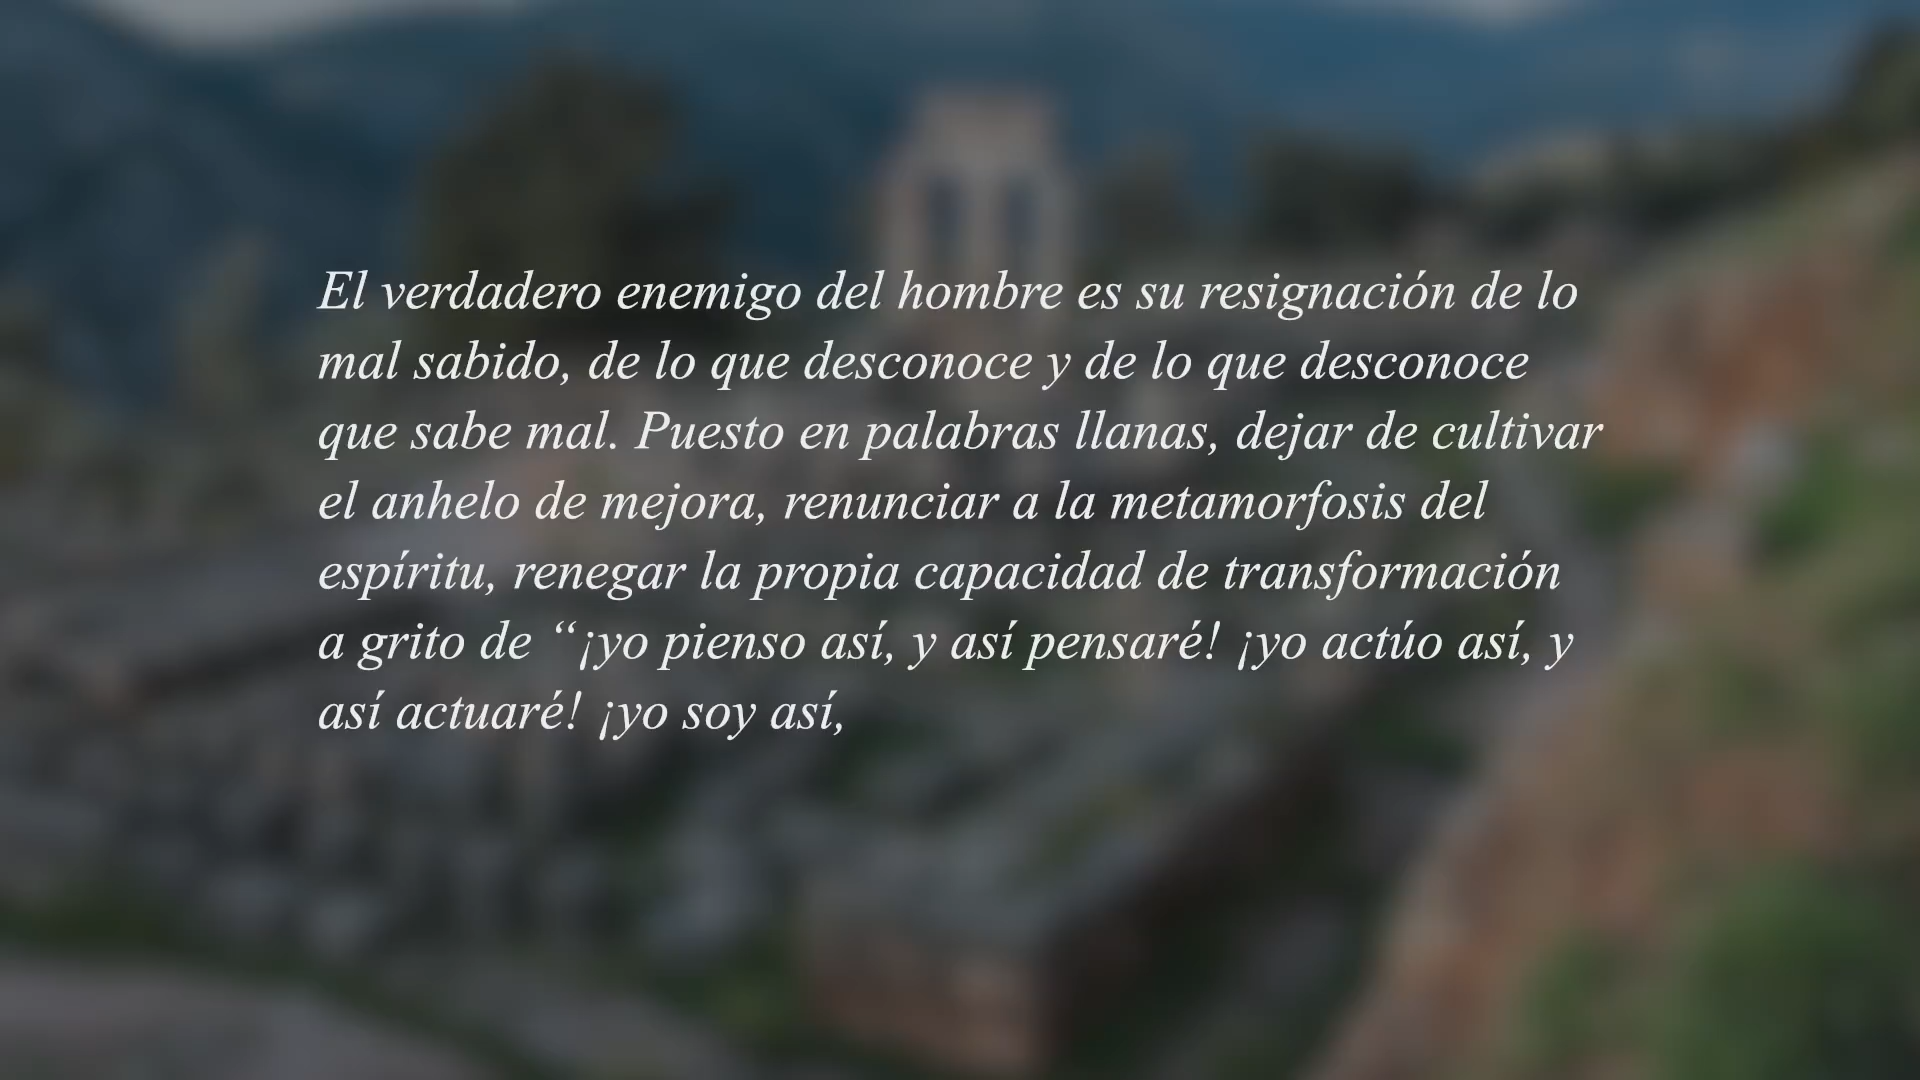 El verdadero enemigo del hombre es su resignación de lo
mal sabido, de lo que desconoce y de lo que desconoce
que sabe mal. Puesto en palabras llanas, dejar de cultivar
el anhelo de mejora, renunciar a la metamorfosis del
espíritu, renegar la propia capacidad de transformación
a grito de “¡yo pienso así, y así pensaré! ¡yo actúo así, y
así actuaré! ¡yo soy así,